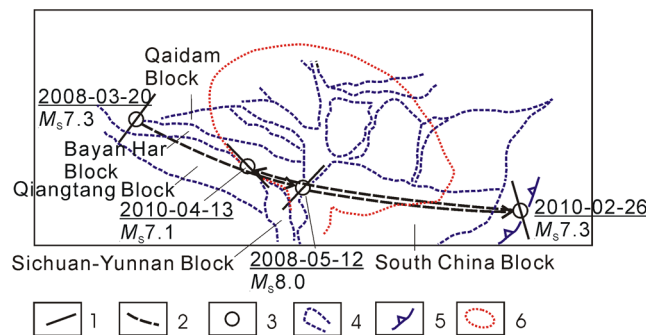 Qaidam
Block
2008-03-20
Ms7.3
Bayan Har
Block
Qiangtang Block
2010-04-13
Ms7.1
2010-02-26
Ms7.3
Sichuan-Yunnan Block
2008-05-12
Ms8.0
South China Block
1 2 3 4 5 6